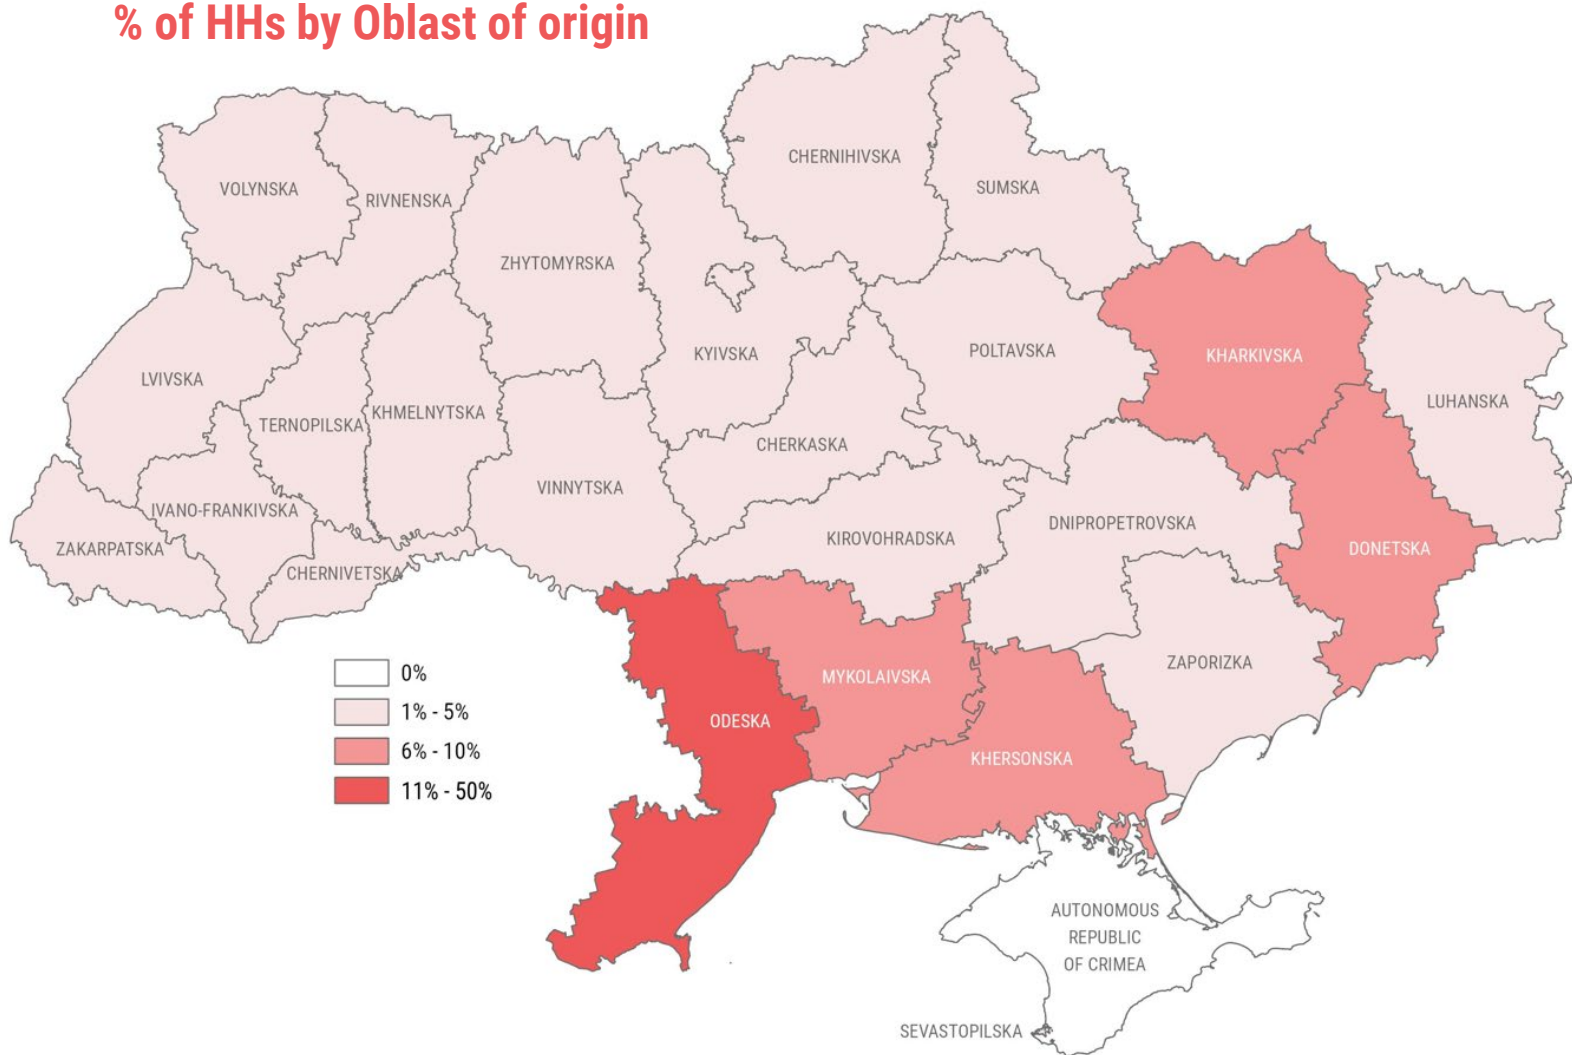 % of HHs by Oblast of origin
CHERNIHIVSKA
SUMSKA
VOLYNSKA
RIVNENSKA
ZHYTOMYRSKA
KYIVSKA
POLTAVSKA
KHARKIVSKA
LVIVSKA
TERNOPILSKA
KHMELNYTSKA
LUHANSKA
CHERKASKA
VINNYTSKA
IVANO-FRANKIVSKA
ZAKARPATSKA
CHERNIVETSKA
KIROVOHRADSKA
DNIPROPETROVSKA
DONETSKA
ZAPORIZKA
MYKOLAIVSKA
ODESKA
KHERSONSKA
0%
1% - 5%
6% - 10%
11% - 50%
AUTONOMOUS
REPUBLIC
OF CRIMEA
SEVASTOPILSKA